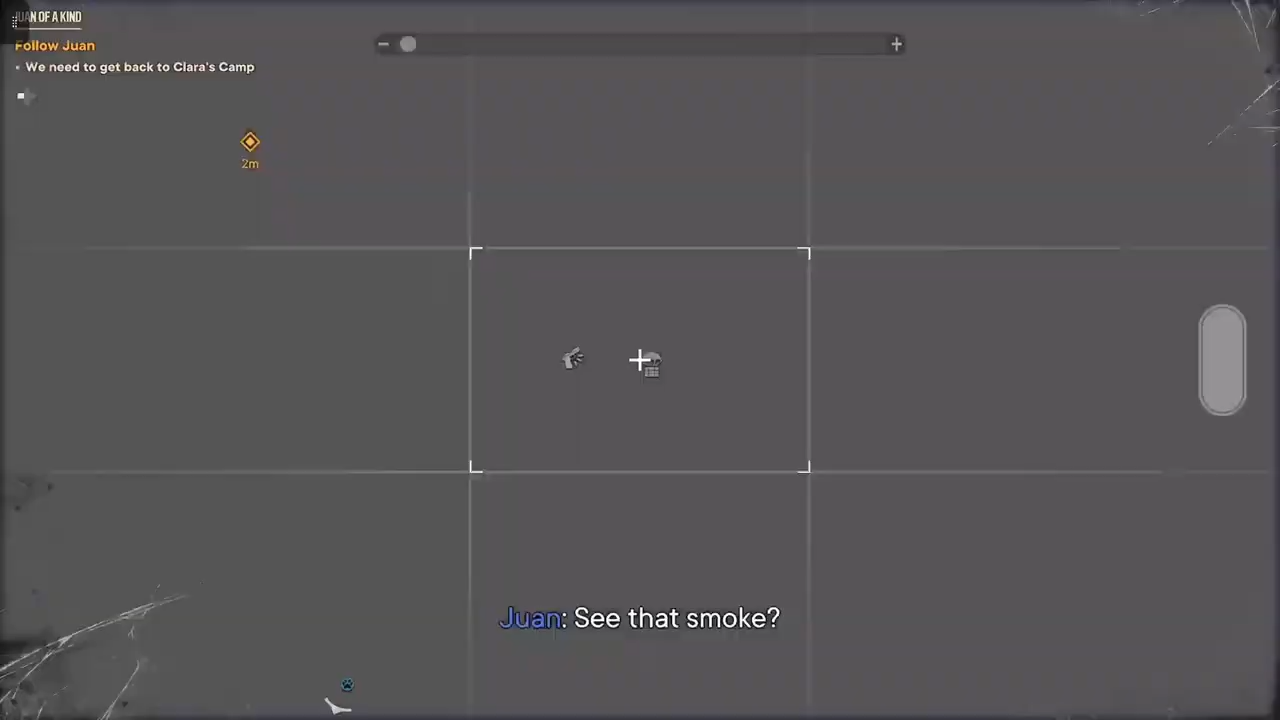 JUAN OF A KIND
Follow Juan
We need to get back to Clara's Camp
2m
Juan: See that smoke?